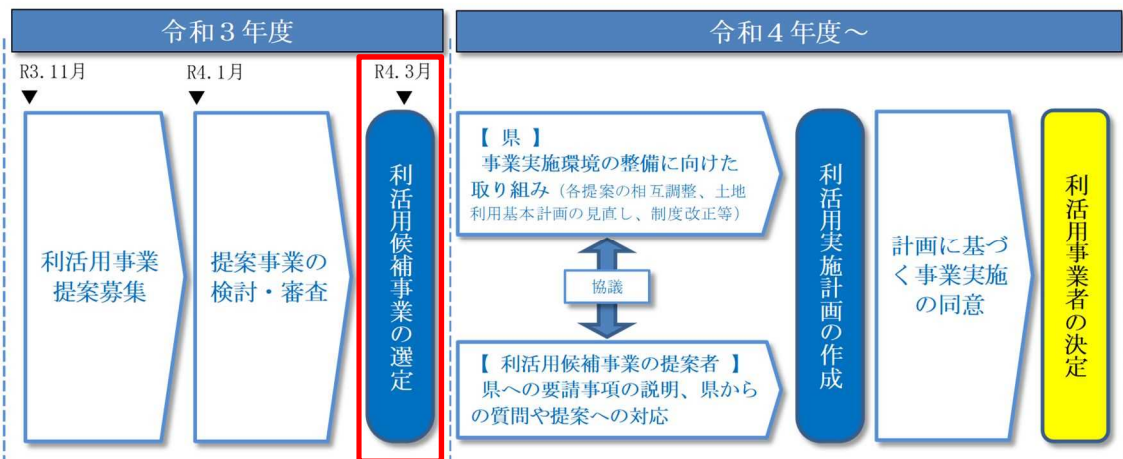 令和３年度
令和４年度～
R3.11月
R4.1月
R4.3月
▼
▼
▼
利活用事業
提案募集
提案事業の
検討・審査
利活用候補事業の選定
【 県 】
事業実施環境の整備に向けた
取り組み（各提案の相互調整、土地
利用基本計画の見直し、制度改正等）
協議
【 利活用候補事業の提案者 】
県への要請事項の説明、県から
の質問や提案への対応
利活用実施計画の作成
計画に基づ
く事業実施
の同意
利活用事業者の決定